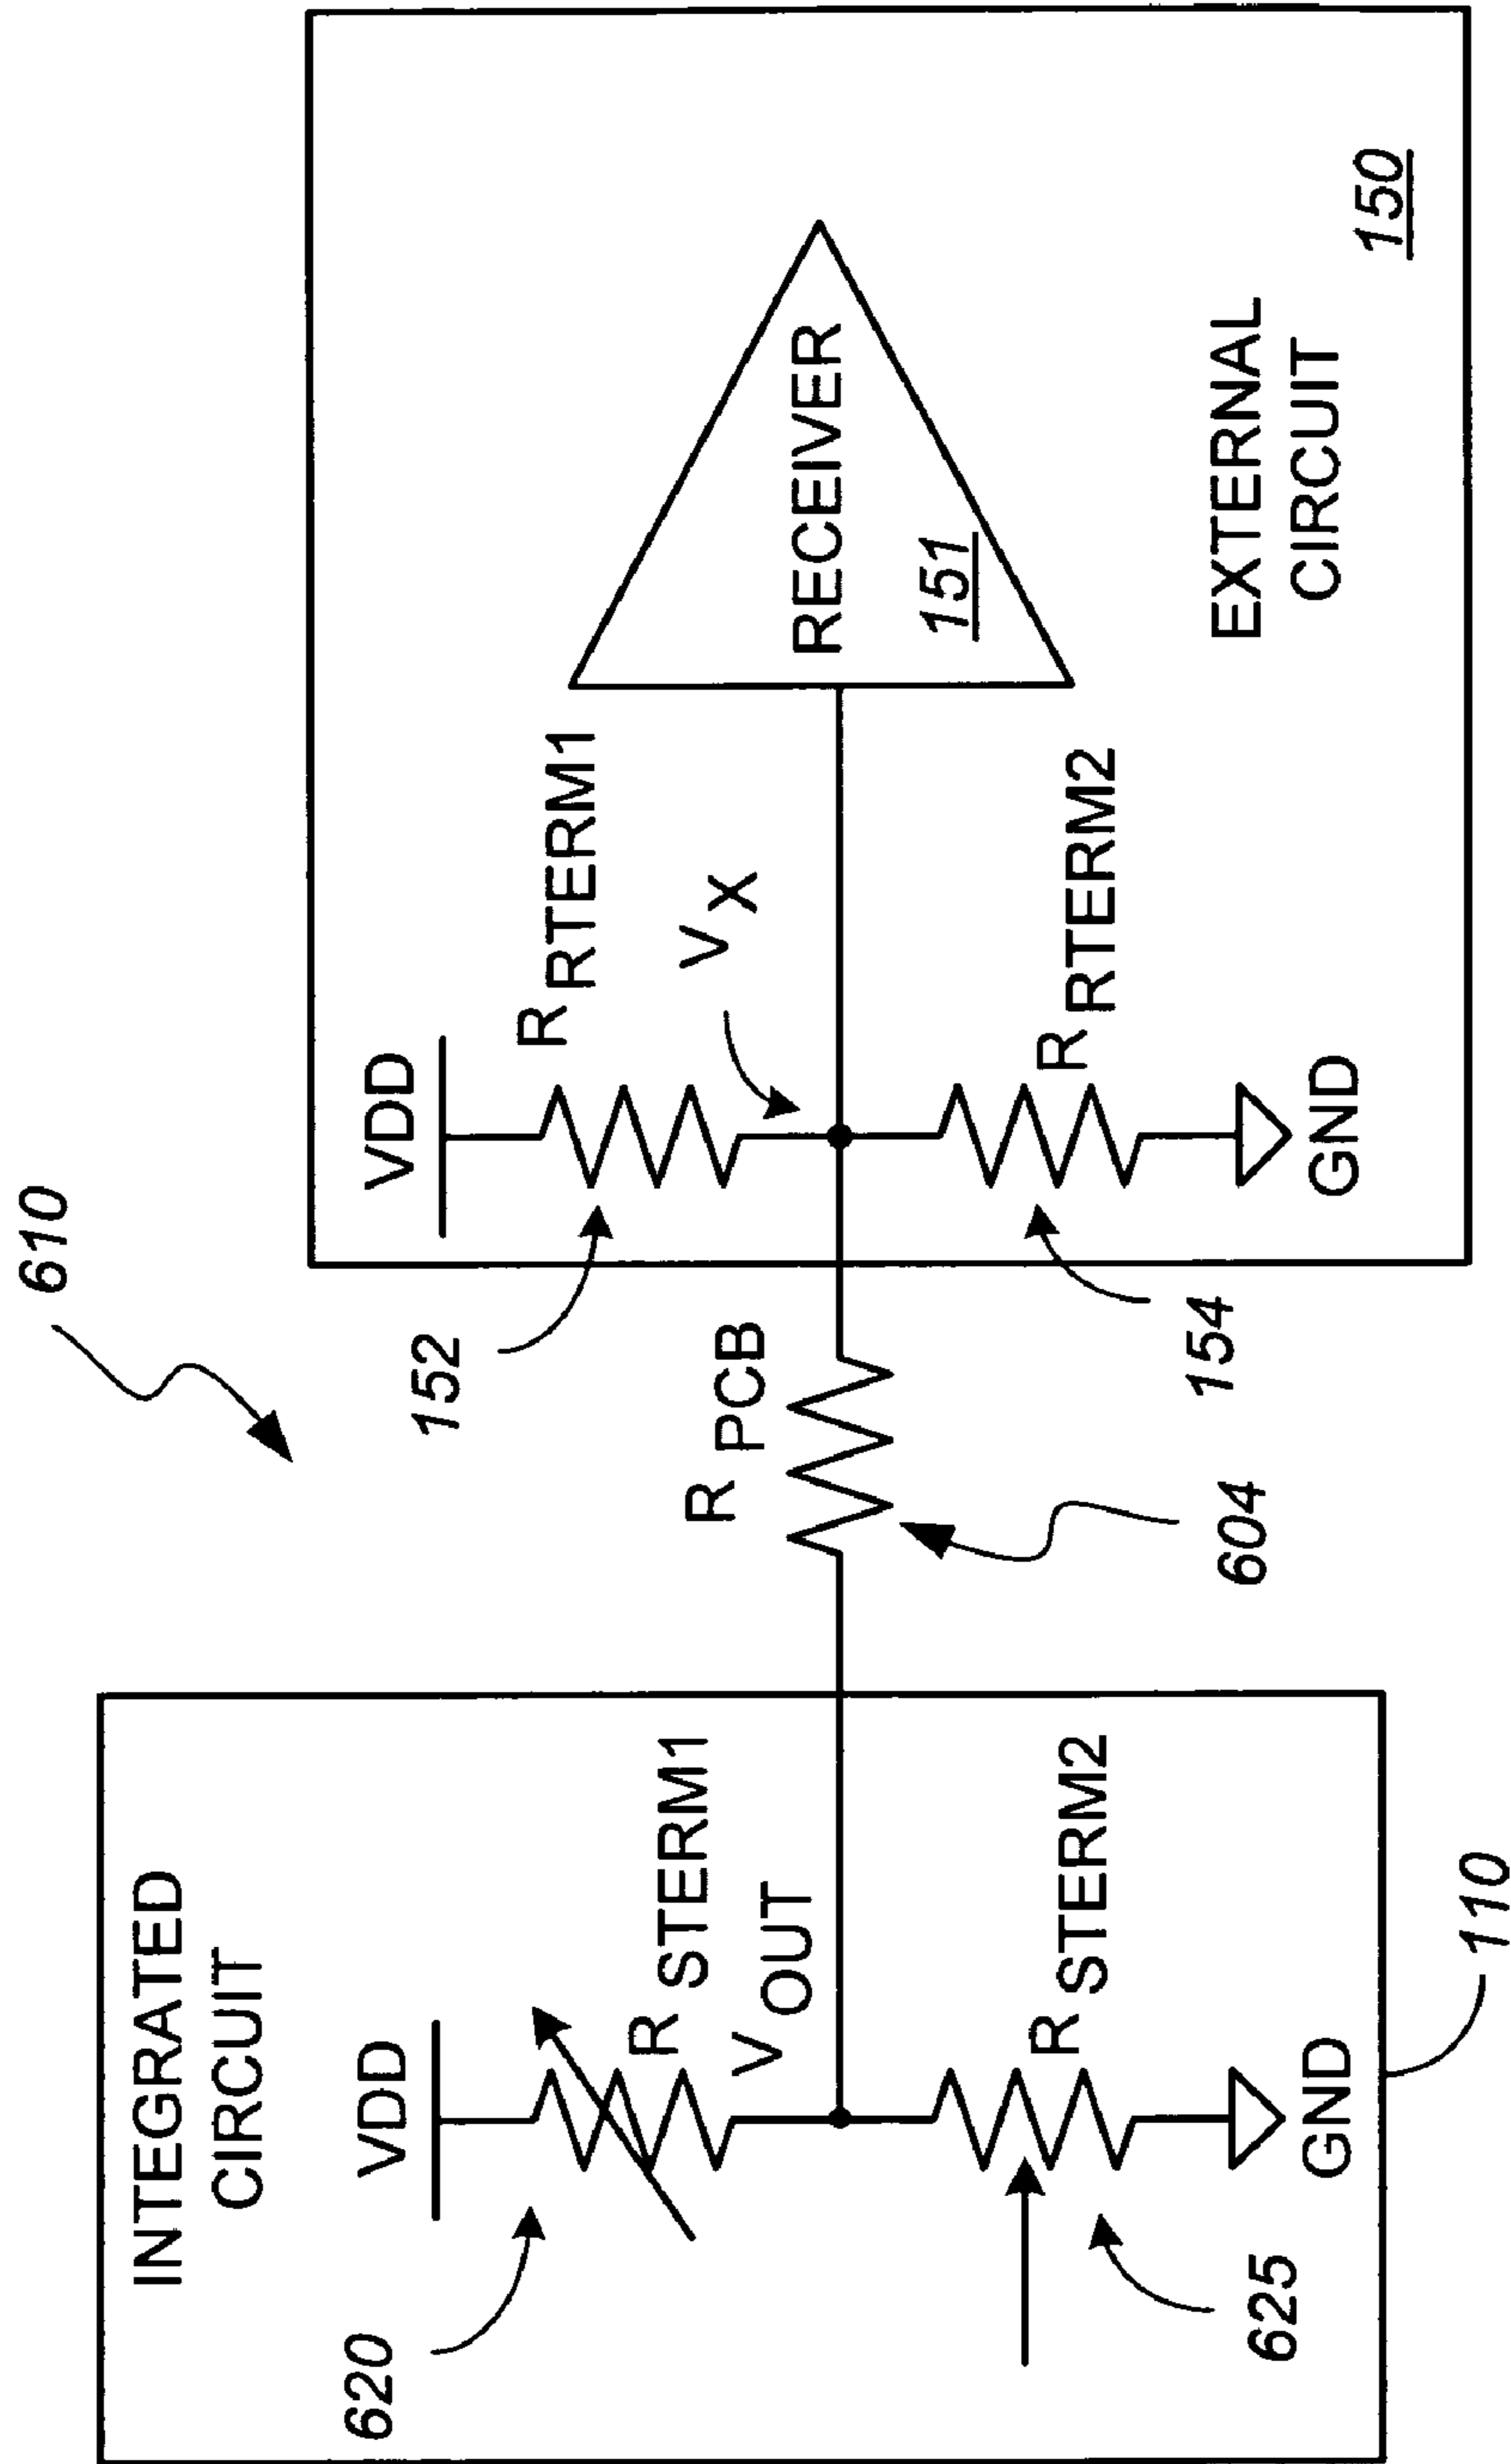 610
INTEGRATED
CIRCUIT
VDD
620
R STERM1
V OUT
R STERM2
625
GND
110
R PCB
604
152
VDD
R RTERM1
V X
R RTERM2
154
GND
RECEIVER
151
EXTERNAL
CIRCUIT
150